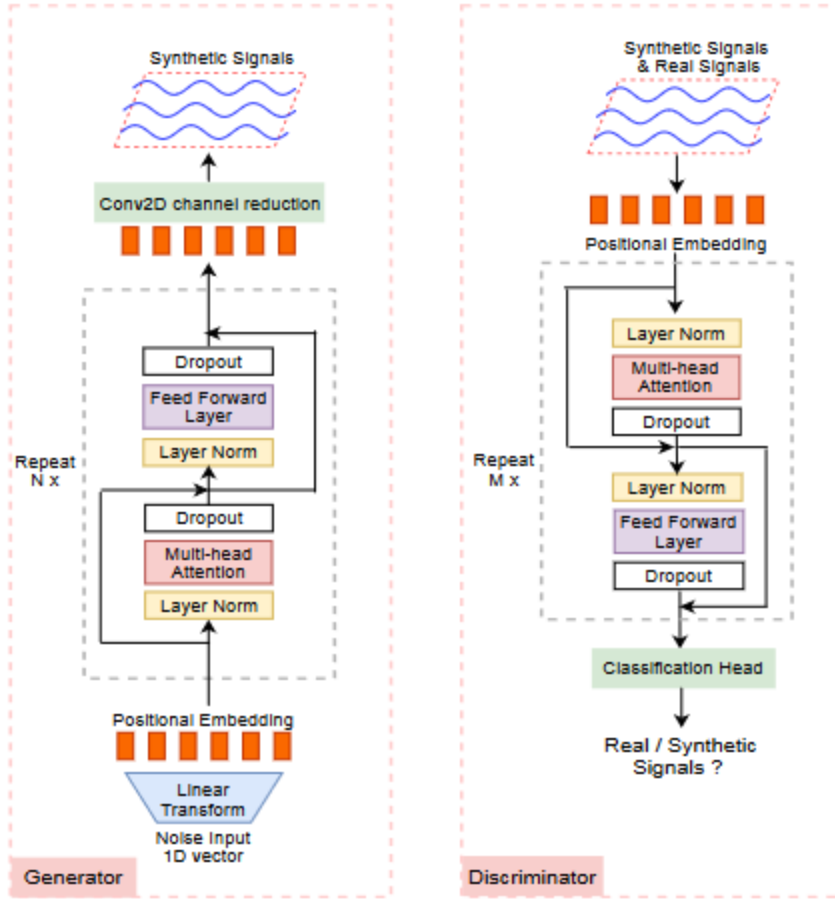 Synthetic Signals
Conv2D channel reduction
Dropout
Feed Forward
Layer
Layer Norm
Repeat
N x
Dropout
Multi-head
Attention
Layer Norm
Positional Embedding
Linear
Transform
Noise Input
1D vector
Generator
Synthetic Signals
& Real Signals
Positional Embedding
Layer Norm
Multi-head
Attention
Dropout
Repeat
M x
Layer Norm
Feed Forward
Layer
Dropout
Classification Head
Real / Synthetic
Signals ?
Discriminator